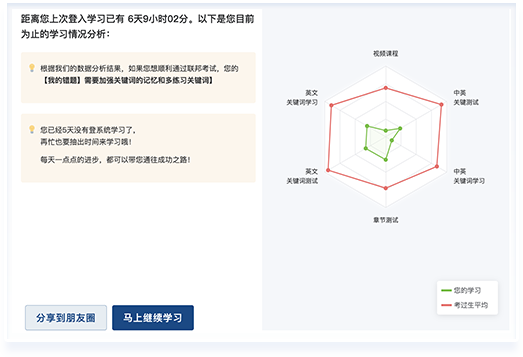 距离您上次登入学习已有 6天9小时02分。以下是您目前
为止的学习情况分析：
根据我们的数据分析结果，如果您想顺利通过联邦考试，您的
【我的错题】需要加强关键词的记忆和多练习关键词】
您已经5天没有登系统学习了，
再忙也要抽出时间来学习哦！
每天一点点的进步，都可以带您通往成功之路！
分享到朋友圈
马上继续学习
视频课程
中英
关键测试
中英
关键词学习
章节测试
英文
关键词测试
英文
关键词学习
您的学习
考过生平均